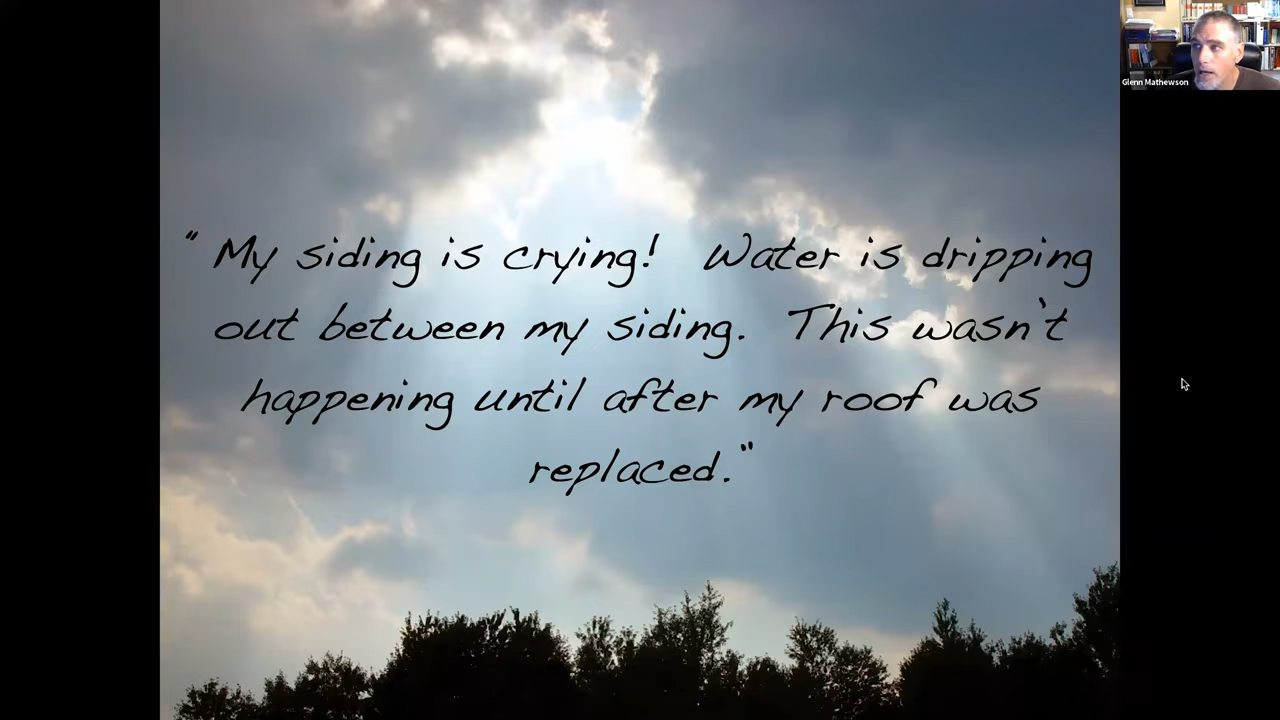 Glenn Mathewson
" My siding is crying! Water is dripping
out between my siding. This wasn't
happening until after my roof was
replaced."